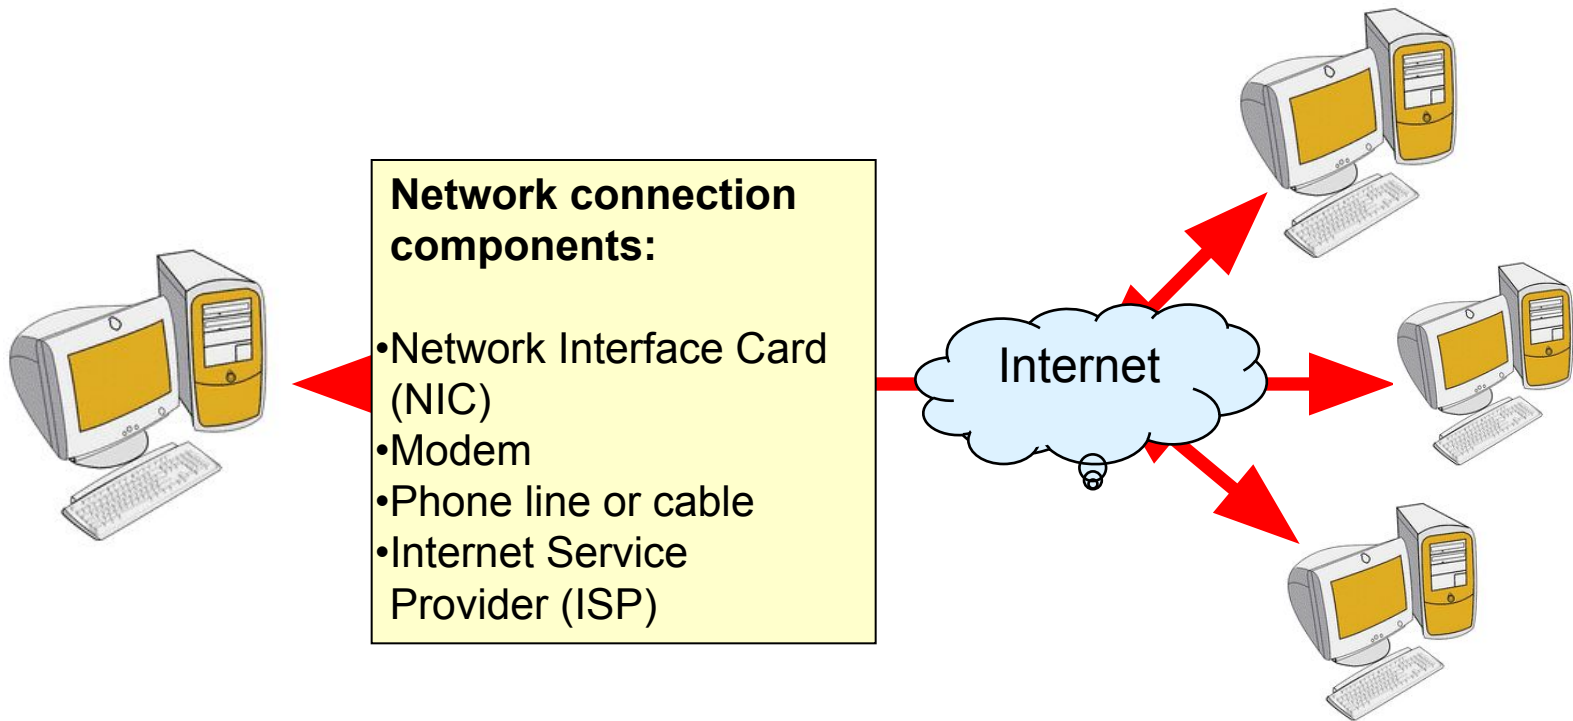 Network connection
components:
•Network Interface Card
(NIC)
•Modem
•Phone line or cable
•Internet Service
Provider (ISP)
Internet